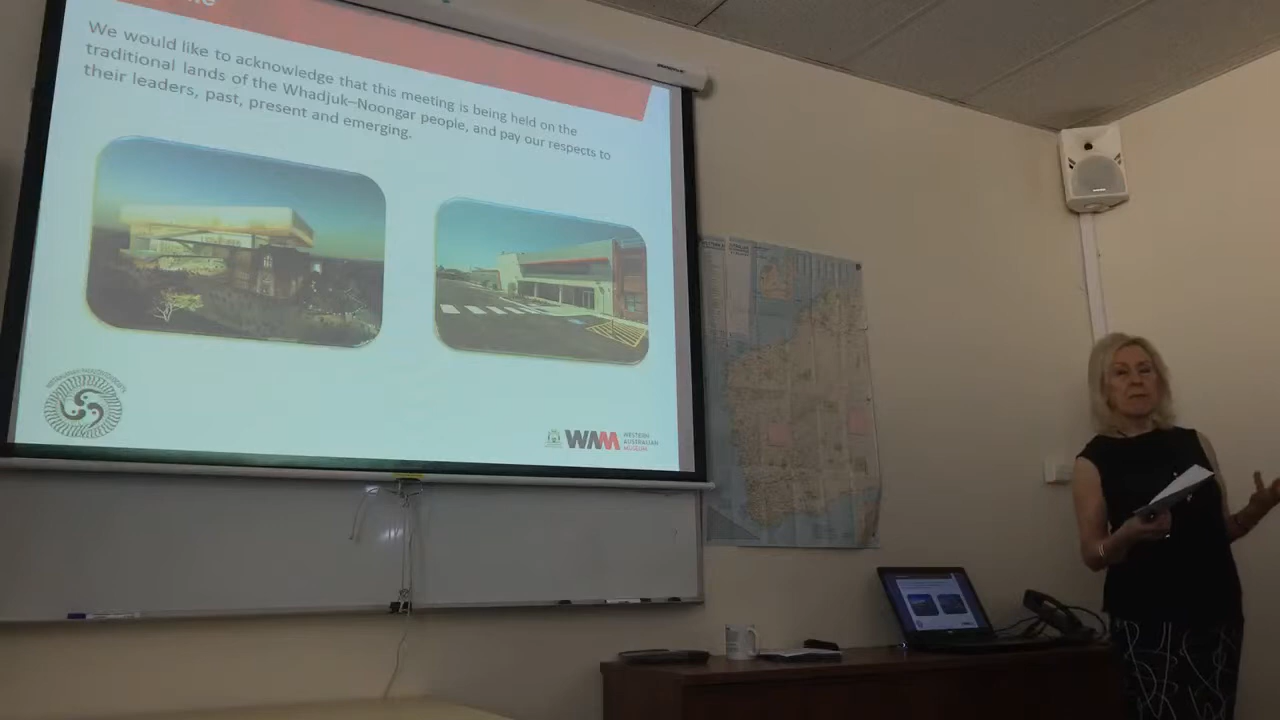 We would like to acknowledge that this meeting is being held on the
traditional lands of the Whadjuk–Noongar people, and pay our respects to
their leaders, past, present and emerging.
WAM
WESTERN
AUSTRALIAN
MUSEUM